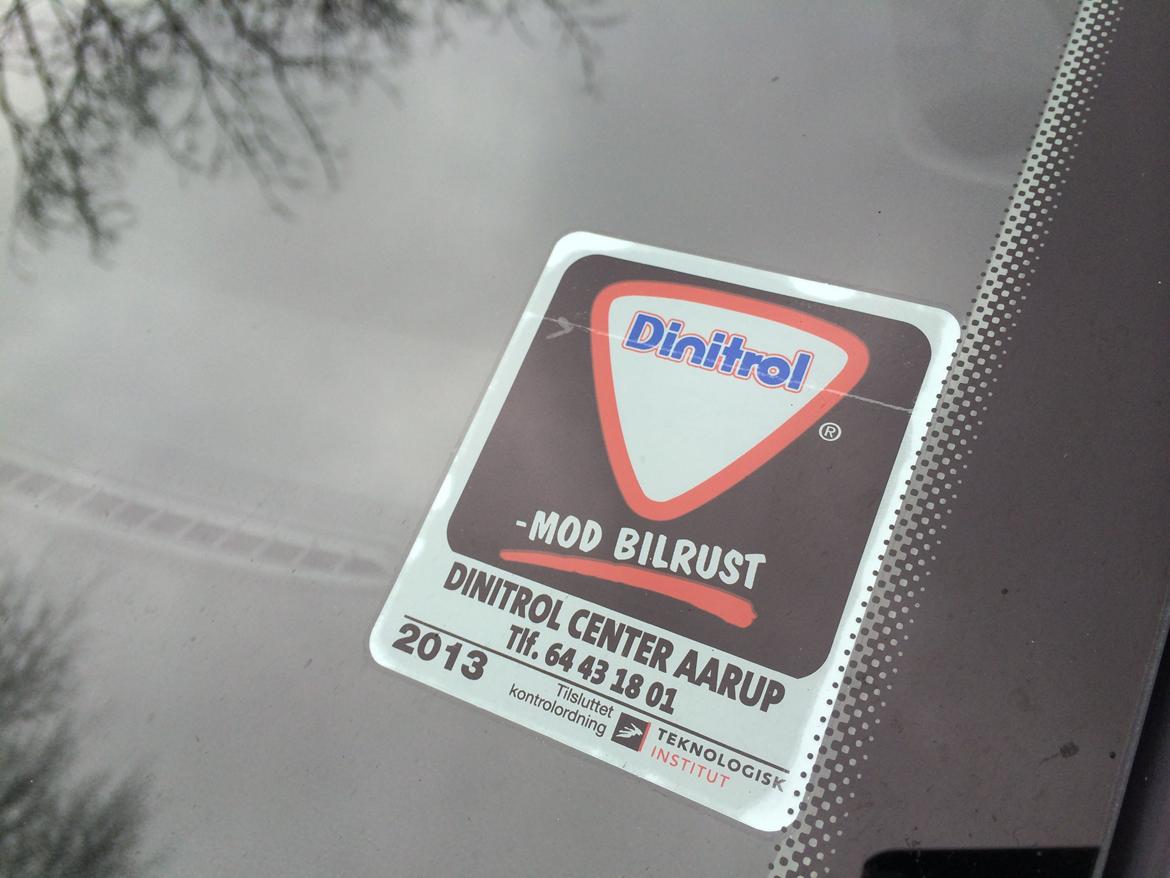 Dinitrol
®
-MOD BILRUST
DINITROL CENTER AARUP
Tlf. 64 43 18 01
2013
Tilsluttet
kontrolordning
TEKNOLOGISK
INSTITUT